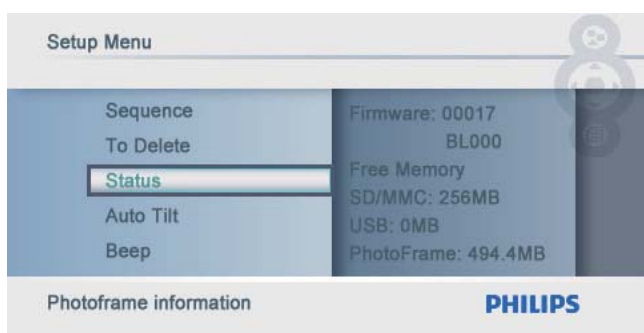 Setup Menu
Sequence
To Delete
Status
Auto Tilt
Beep
Firmware: 00017
BL000
Free Memory
SD/MMC: 256MB
USB: 0MB
PhotoFrame: 494.4MB
Photoframe information
PHILIPS